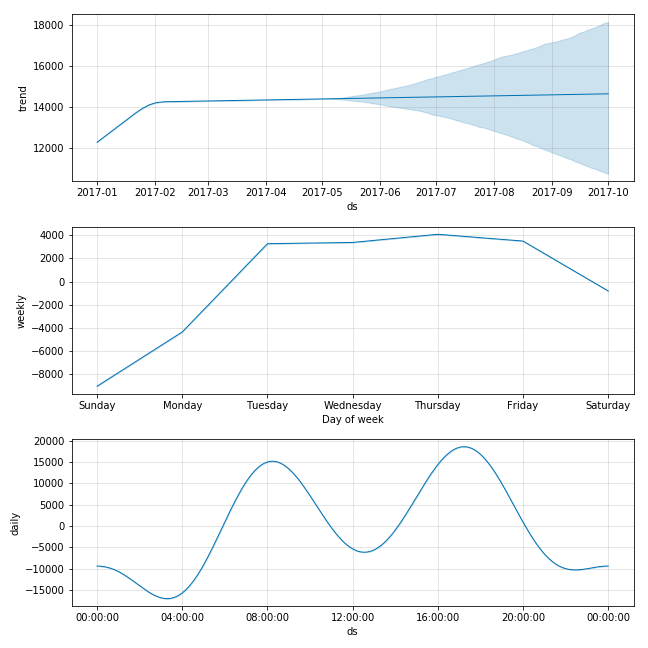 18000
16000
14000
12000
trend
2017-01 2017-02 2017-03 2017-04 2017-05 2017-06 2017-07 2017-08 2017-09 2017-10
ds
4000
2000
0
−2000
−4000
−6000
−8000
weekly
Sunday Monday Tuesday Wednesday Thursday Friday Saturday
Day of week
20000
15000
10000
5000
0
−5000
−10000
−15000
daily
00:00:00 04:00:00 08:00:00 12:00:00 16:00:00 20:00:00 00:00:00
ds